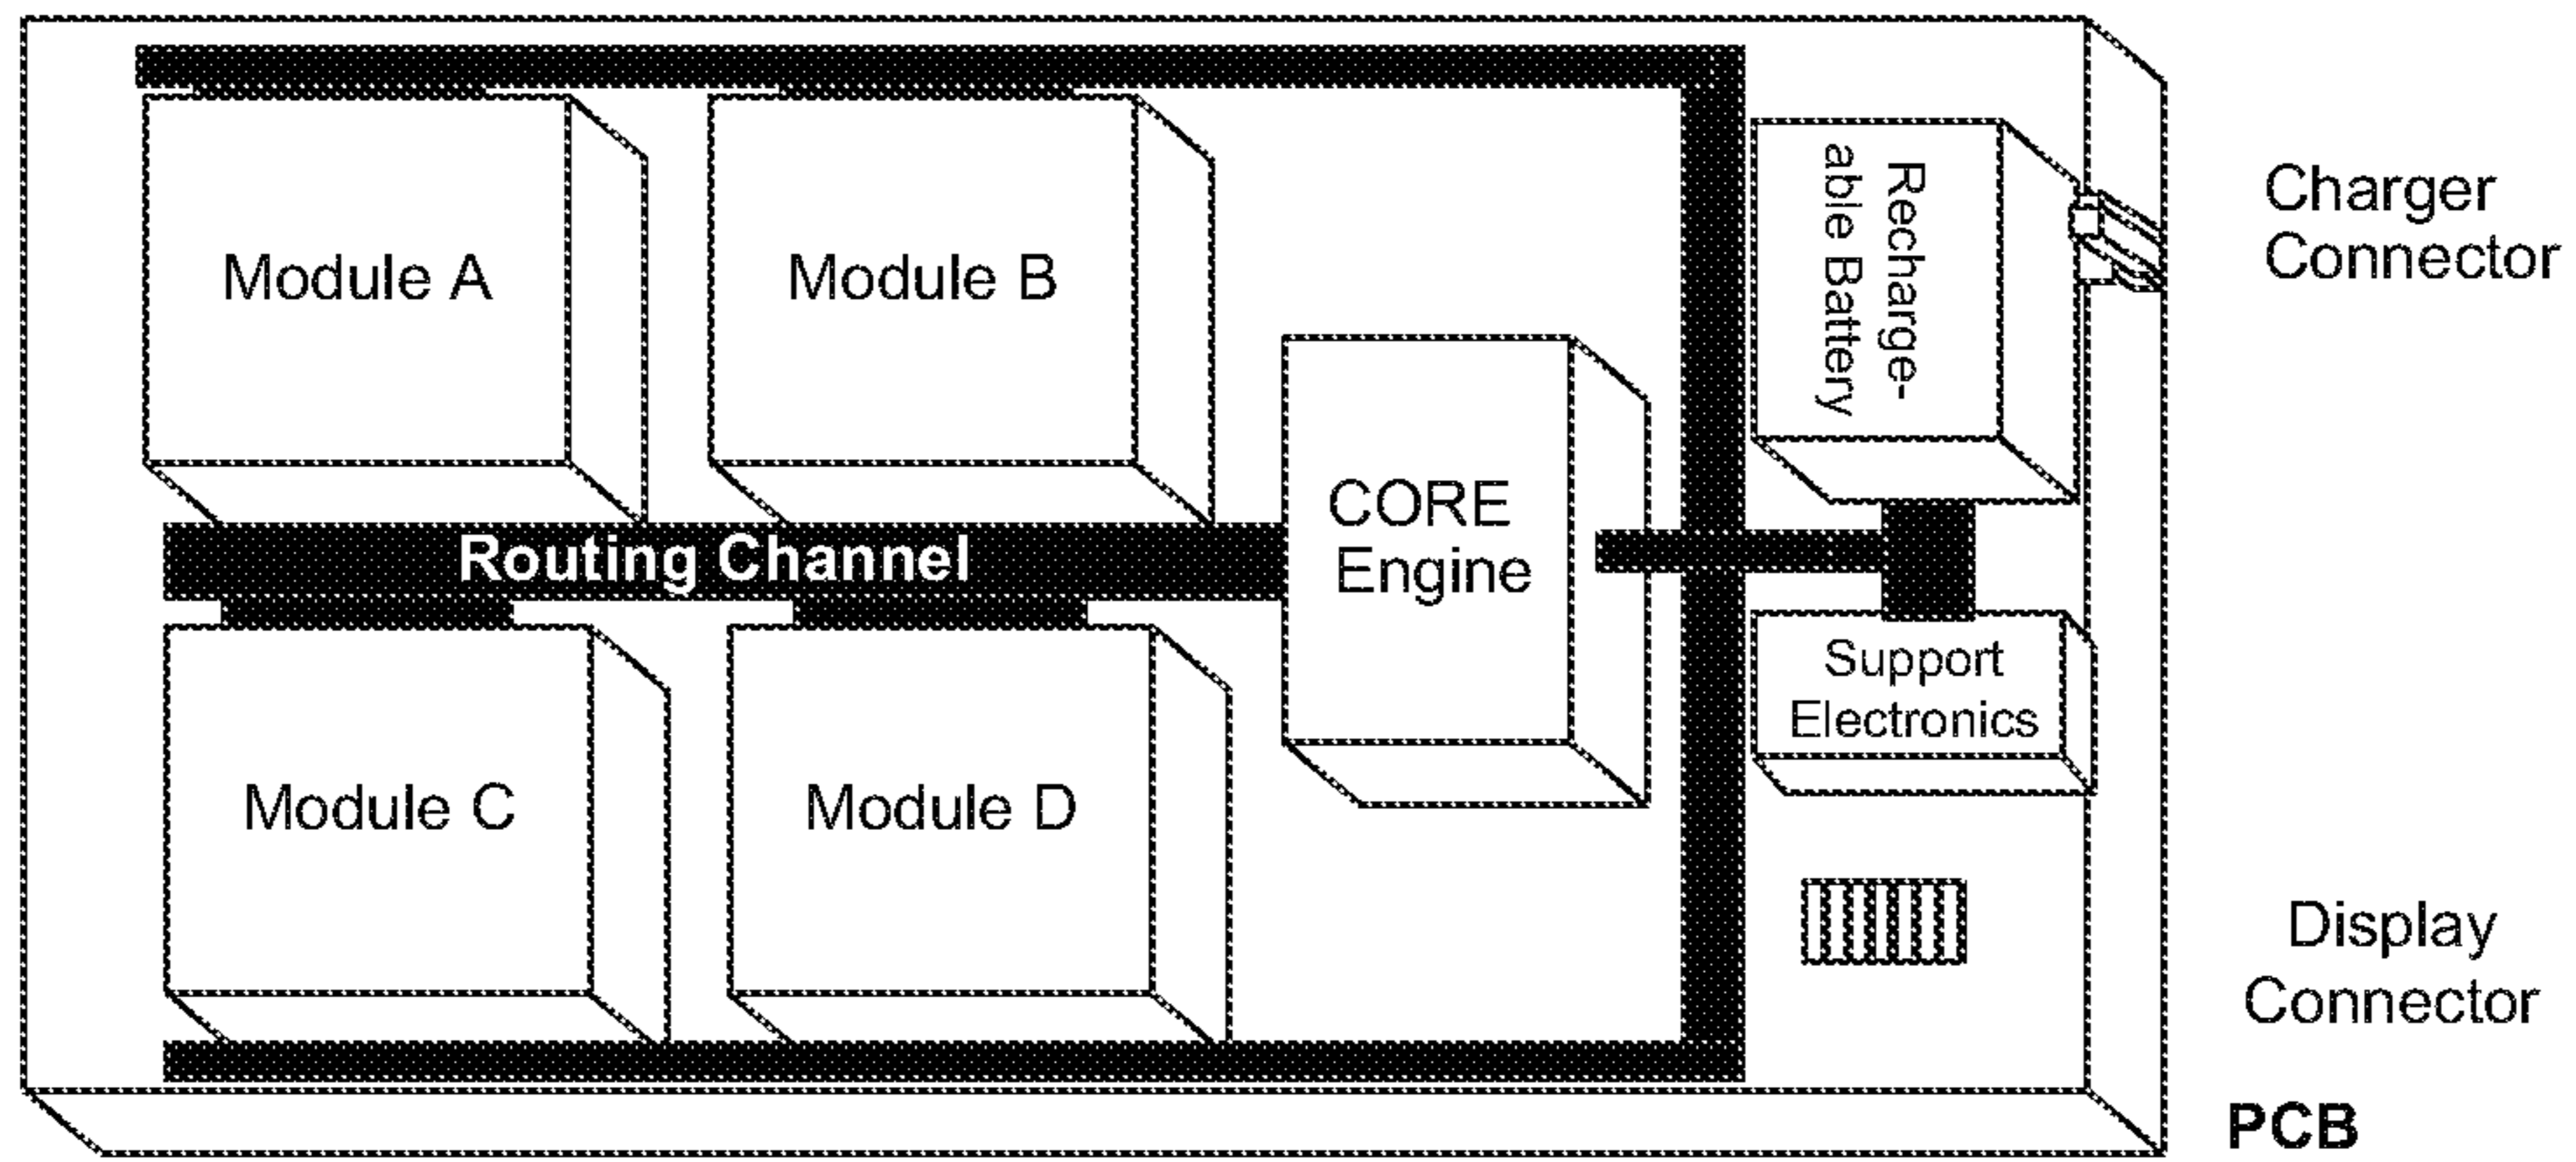 Module A
Module B
Recharge-
able Battery
Charger
Connector
CORE
Engine
Routing Channel
Support
Electronics
Module C
Module D
Display
Connector
PCB